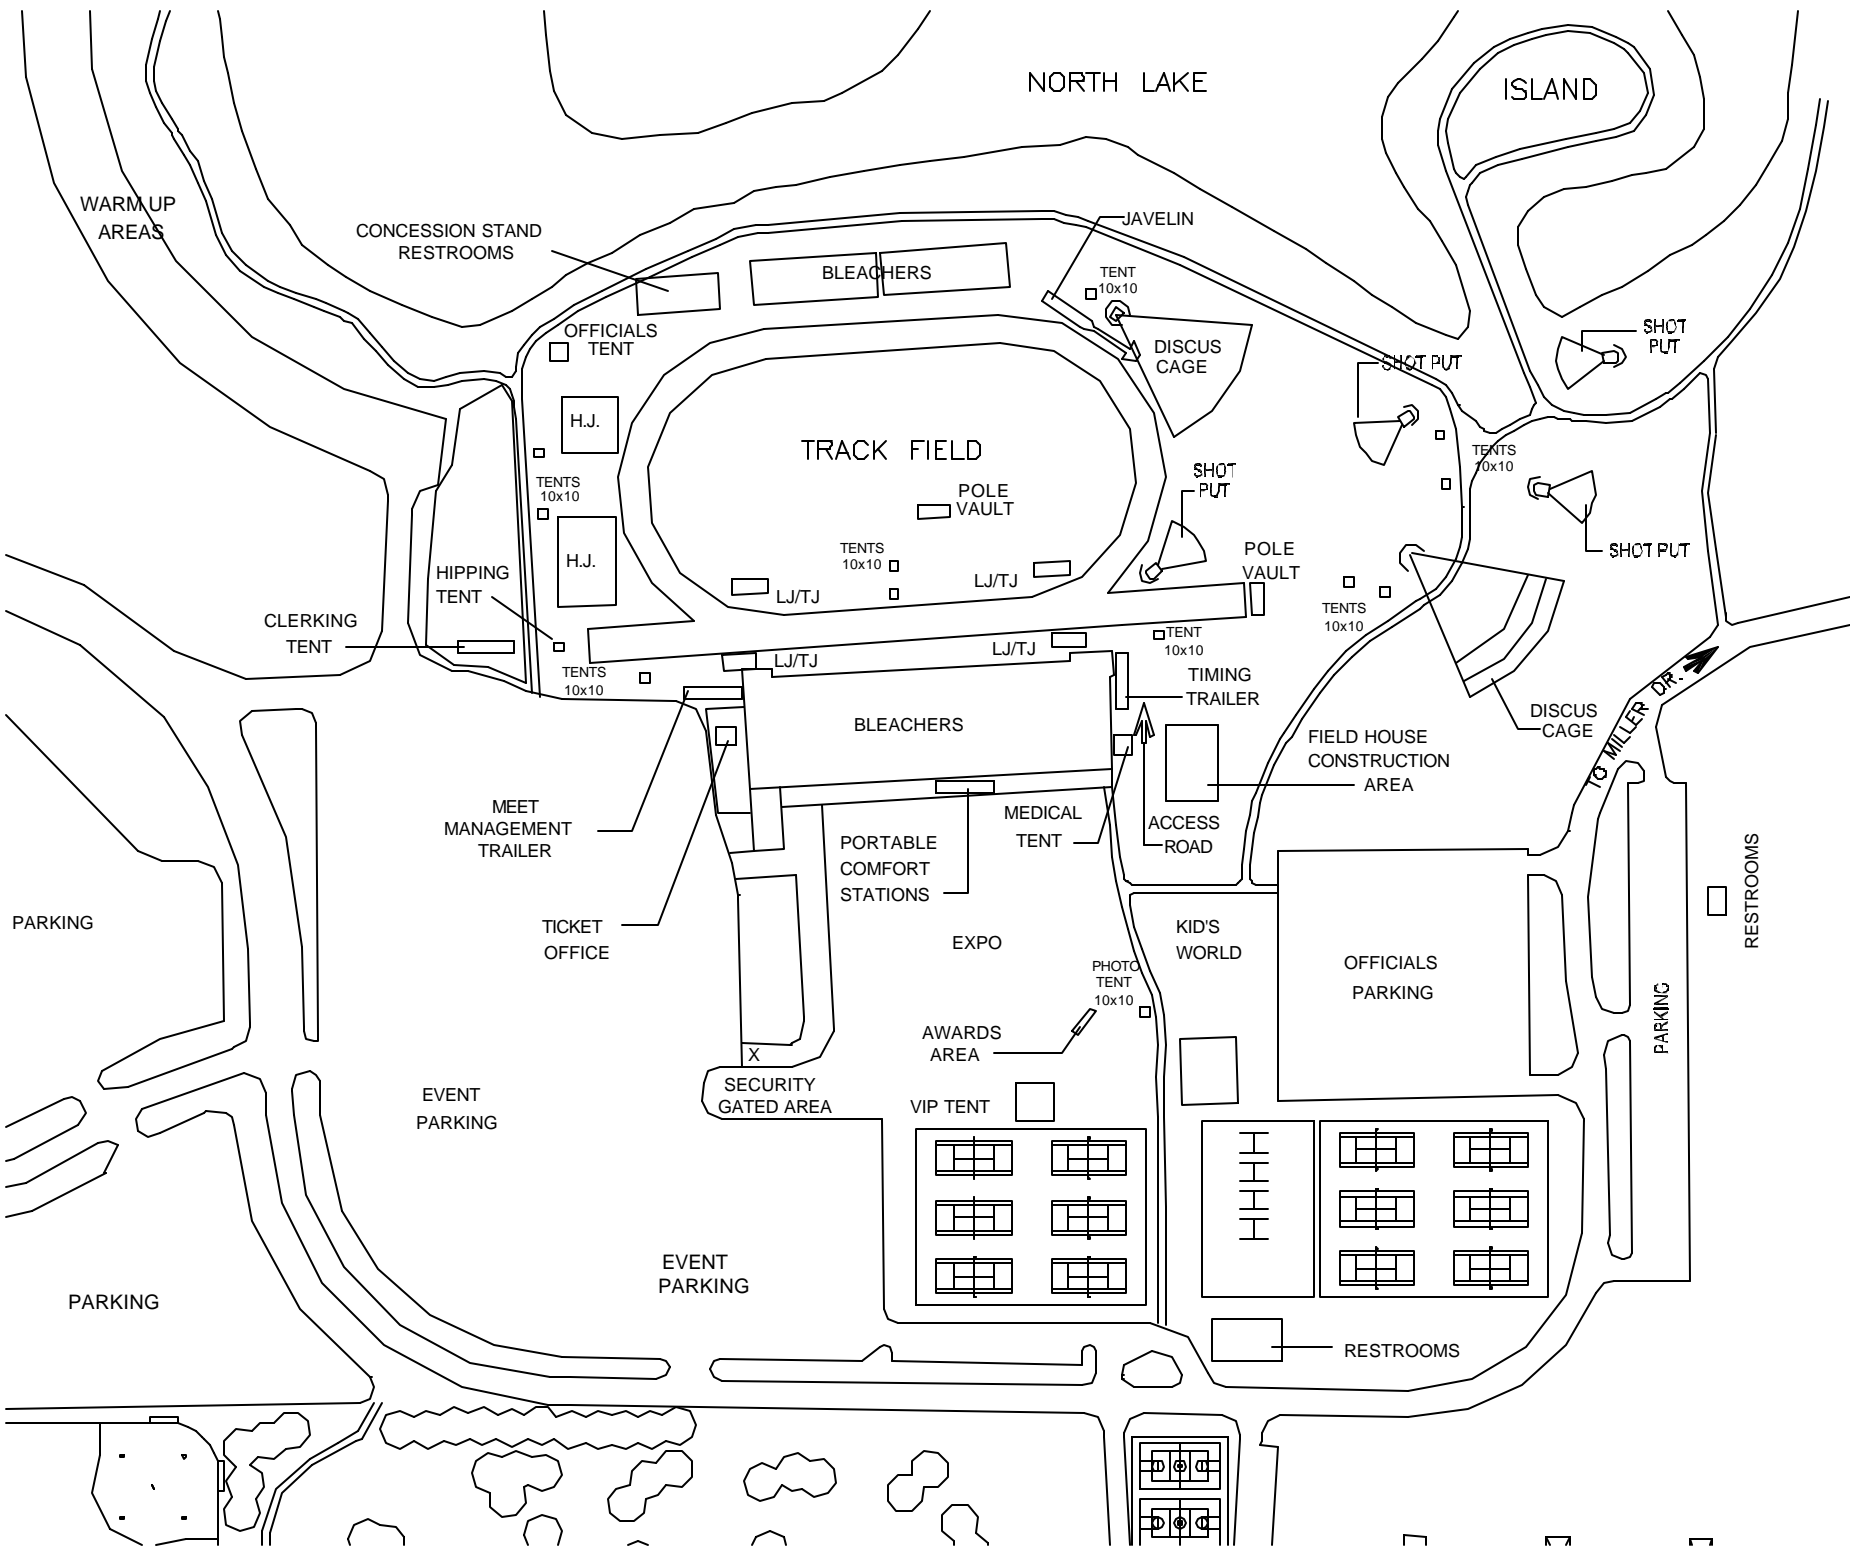 NORTH LAKE
ISLAND
WARM UP
AREAS
CONCESSION STAND
RESTROOMS
BLEACHERS
JAVELIN
TENT
10x10
OFFICIALS
TENT
DISCUS
CAGE
SHOT PUT
SHOT
PUT
H.J.
TRACK FIELD
TENTS
10x10
SHOT
PUT
TENTS
10x10
POLE
VAULT
SHOT PUT
H.J.
TENTS
10x10
POLE
VAULT
HIPPING
TENT
LJ/TJ
LJ/TJ
TENTS
10x10
CLERKING
TENT
TENTS
10x10
LJ/TJ
LJ/TJ
TENT
10x10
TIMING
TRAILER
BLEACHERS
DISCUS
CAGE
TO MILLER DR.
FIELD HOUSE
CONSTRUCTION
AREA
MEET
MANAGEMENT
TRAILER
MEDICAL
TENT
ACCESS
ROAD
PORTABLE
COMFORT
STATIONS
RESTROOMS
PARKING
TICKET
OFFICE
EXPO
KID'S
WORLD
OFFICIALS
PARKING
PHOTO
TENT
10x10
PARKING
AWARDS
AREA
X
SECURITY
GATED AREA
VIP TENT
EVENT
PARKING
EVENT
PARKING
PARKING
RESTROOMS